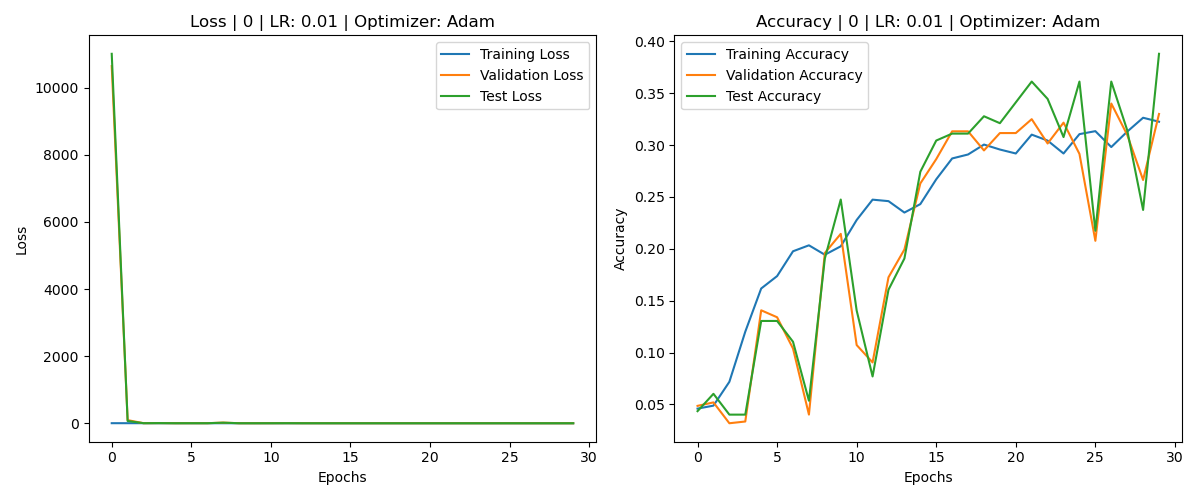 Loss | 0 | LR: 0.01 | Optimizer: Adam
Training Loss
Validation Loss
Test Loss
10000
8000
6000
4000
2000
0
Loss
0
5
10
15
20
25
30
Epochs
Accuracy | 0 | LR: 0.01 | Optimizer: Adam
Training Accuracy
Validation Accuracy
Test Accuracy
0.40
0.35
0.30
0.25
0.20
0.15
0.10
0.05
Accuracy
0
5
10
15
20
25
30
Epochs